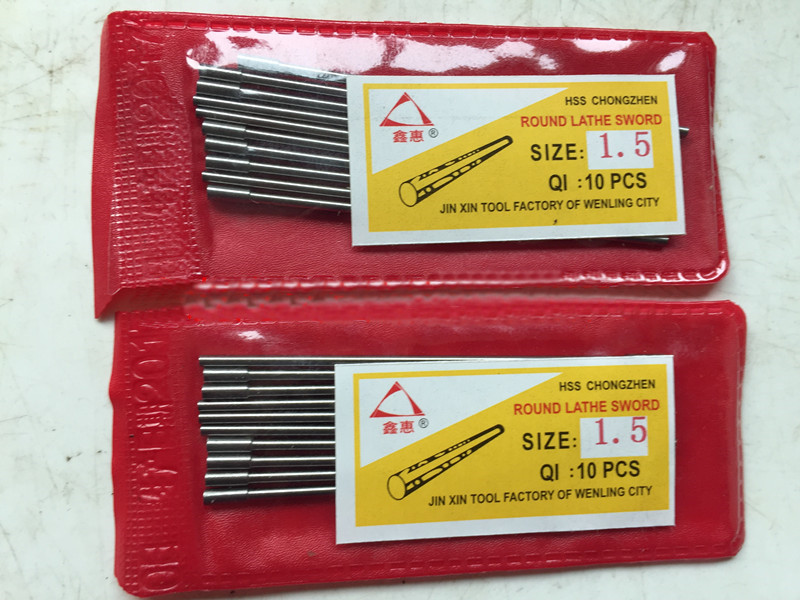 HSS CHONGZHEN
ROUND LATHE SWORD
SIZE: 1.5
QI :10 PCS
鑫惠®
JIN XIN TOOL FACTORY OF WENLING CITY
HSS CHONGZHEN
ROUND LATHE SWORD
SIZE: 1.5
QI :10 PCS
鑫惠®
JIN XIN TOOL FACTORY OF WENLING CITY